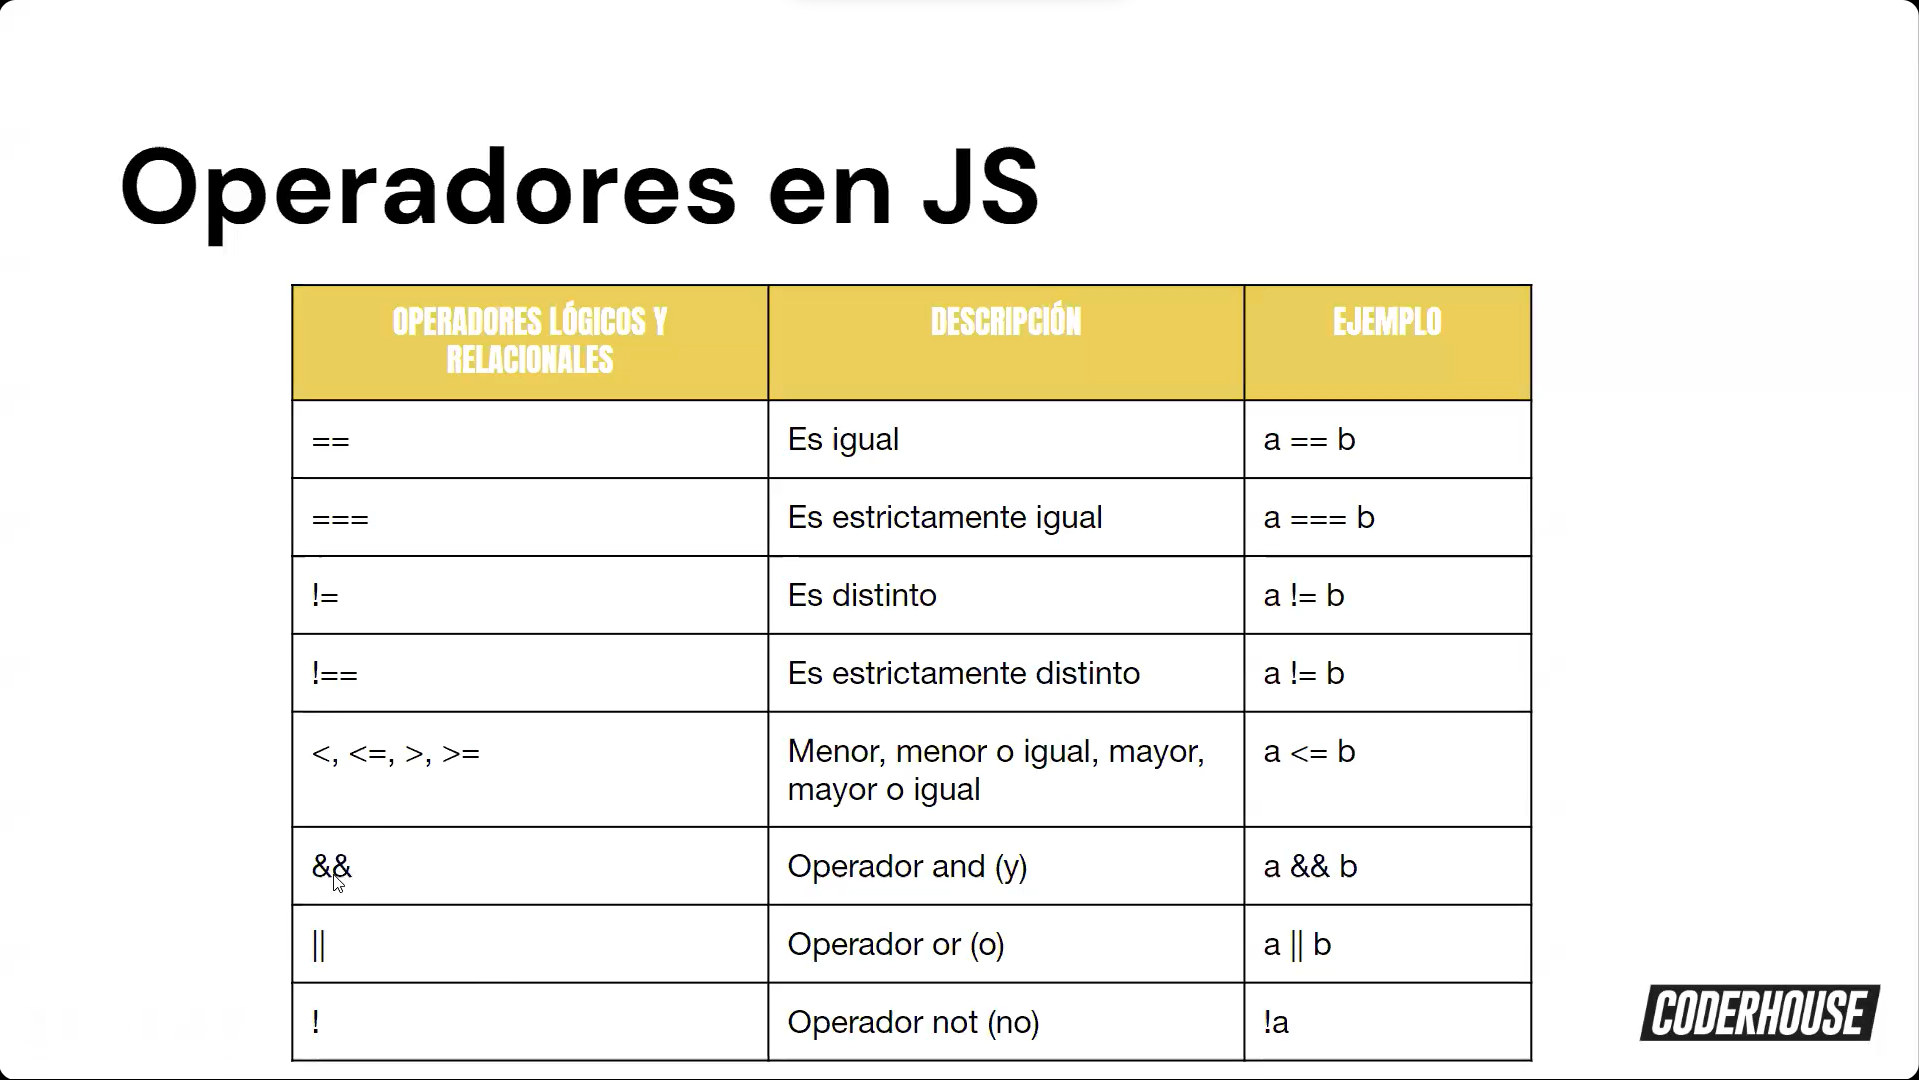 Operadores en JS
OPERADORES LÓGICOS Y
RELACIONALES
DESCRIPCIÓN
EJEMPLO
==
Es igual
a == b
===
Es estrictamente igual
a === b
!=
Es distinto
a != b
!==
Es estrictamente distinto
a != b
<, <=, >, >=
Menor, menor o igual, mayor,
mayor o igual
a <= b
&&
Operador and (y)
a && b
||
Operador or (o)
a || b
!
Operador not (no)
!a
CODERHOUSE